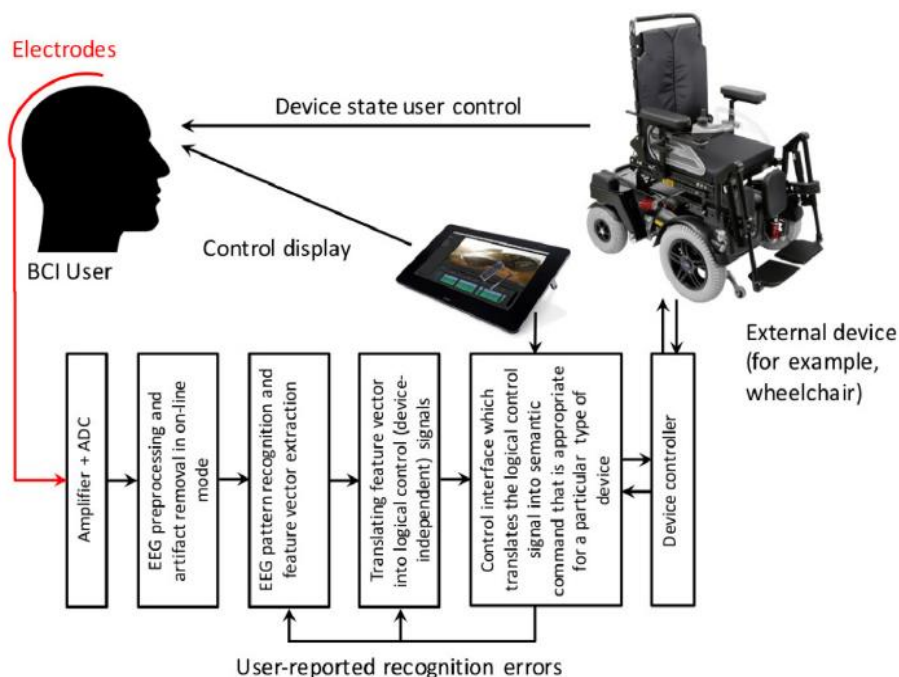 Electrodes
Device state user control
Control display
BCI User
External device
(for example,
wheelchair)
Amplifier + ADC
EEG preprocessing and
artifact removal in on-line
mode
EEG pattern recognition and
feature vector extraction
Translating feature vector
into logical control (device-
independent) signals
Control interface which
translates the logical control
signal into semantic
command that is appropriate
for a particular type of
device
Device controller
User-reported recognition errors